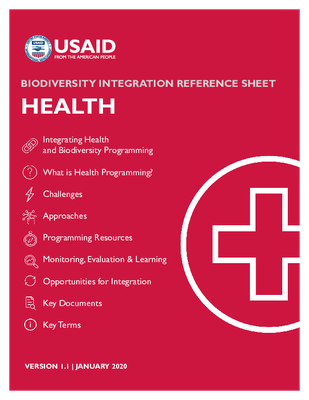 USAID
FROM THE AMERICAN PEOPLE
BIODIVERSITY INTEGRATION REFERENCE SHEET
HEALTH
Integrating Health
and Biodiversity Programming
What is Health Programming?
Challenges
Approaches
Programming Resources
Monitoring, Evaluation & Learning
Opportunities for Integration
Key Documents
Key Terms
VERSION 1.1 | JANUARY 2020